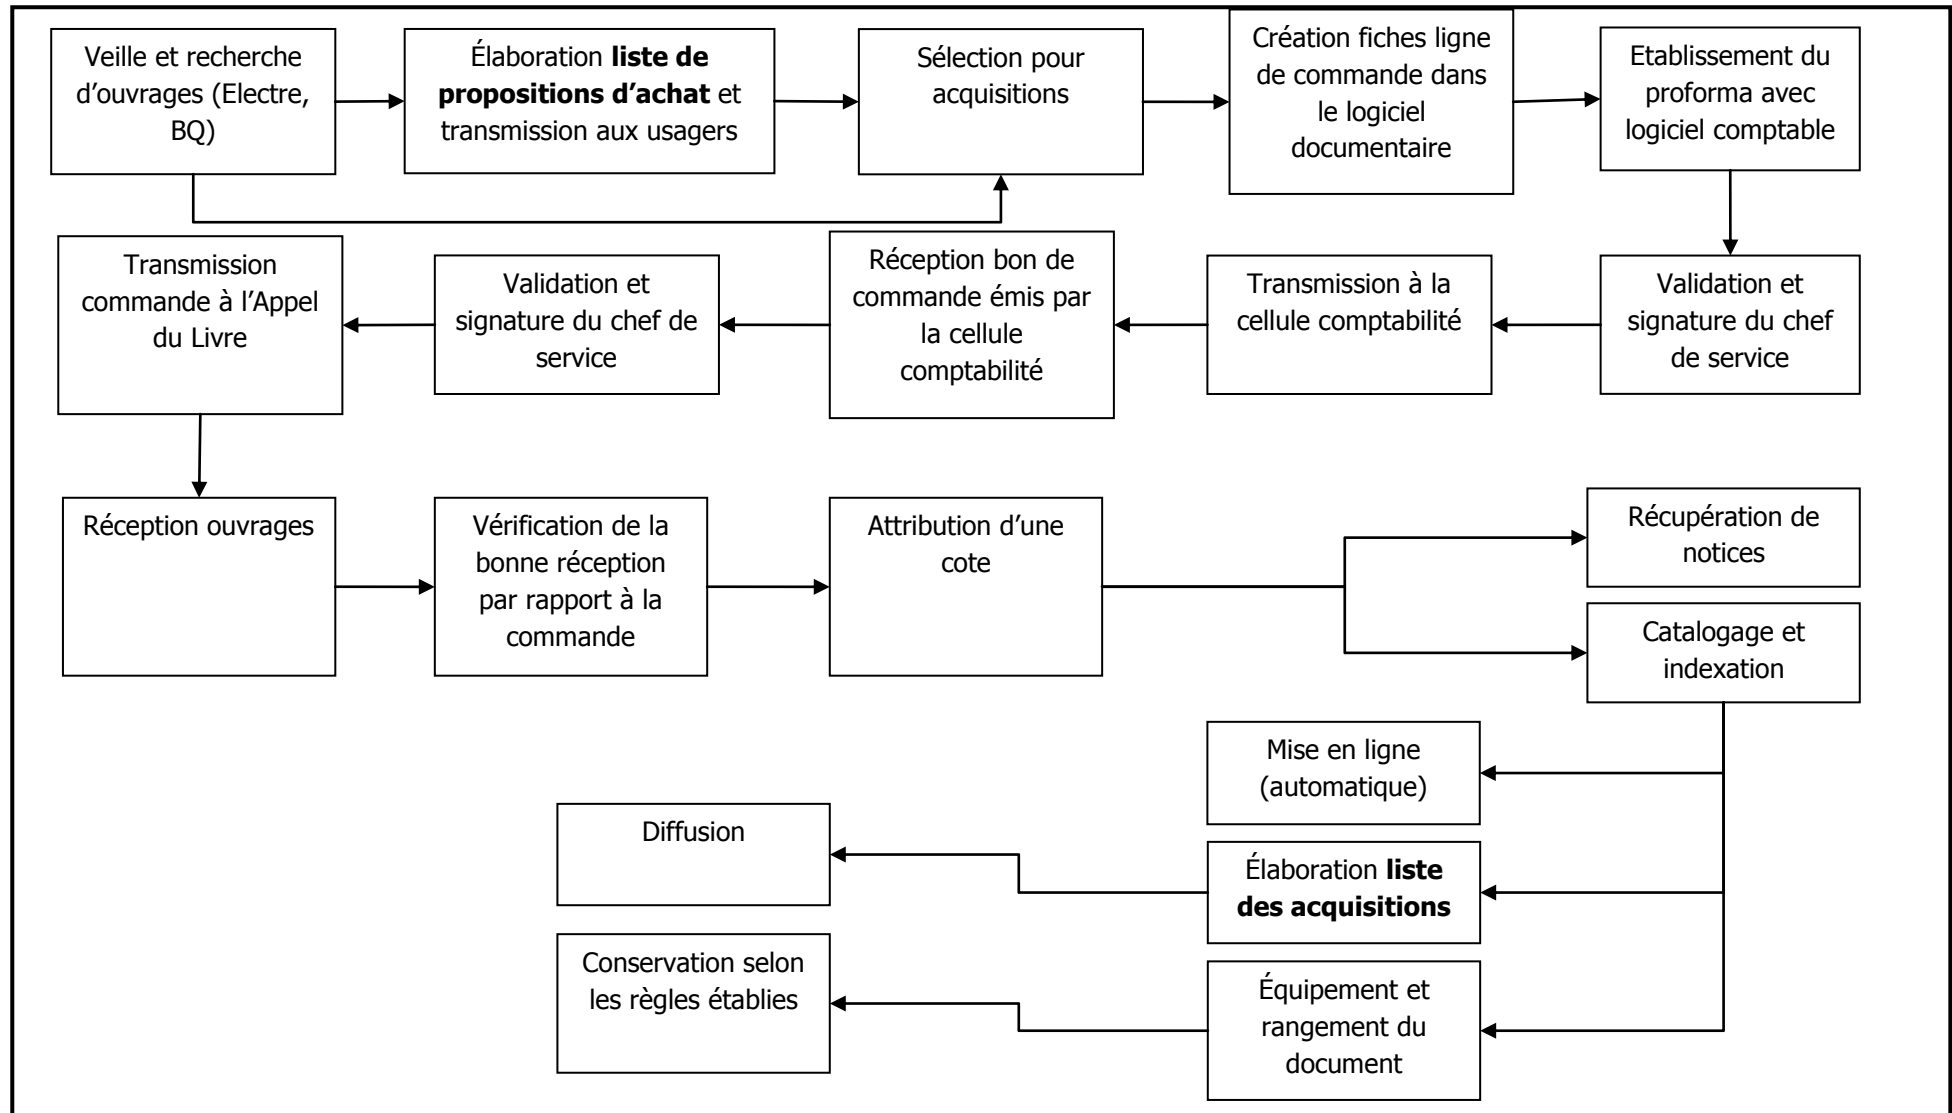 Veille et recherche
d'ouvrages (Electre,
BQ)
Élaboration liste de
propositions d'achat et
transmission aux usagers
Sélection pour
acquisitions
Création fiches ligne
de commande dans
le logiciel
documentaire
Etablissement du
proforma avec
logiciel comptable
Transmission
commande à l'Appel
du Livre
Validation et
signature du chef de
service
Réception bon de
commande émis par
la cellule
comptabilité
Transmission à la
cellule comptabilité
Validation et
signature du chef
de service
Réception ouvrages
Vérification de la
bonne réception
par rapport à la
commande
Attribution d'une
cote
Récupération de
notices
Catalogage et
indexation
Mise en ligne
(automatique)
Diffusion
Élaboration liste
des acquisitions
Conservation selon
les règles établies
Équipement et
rangement du
document